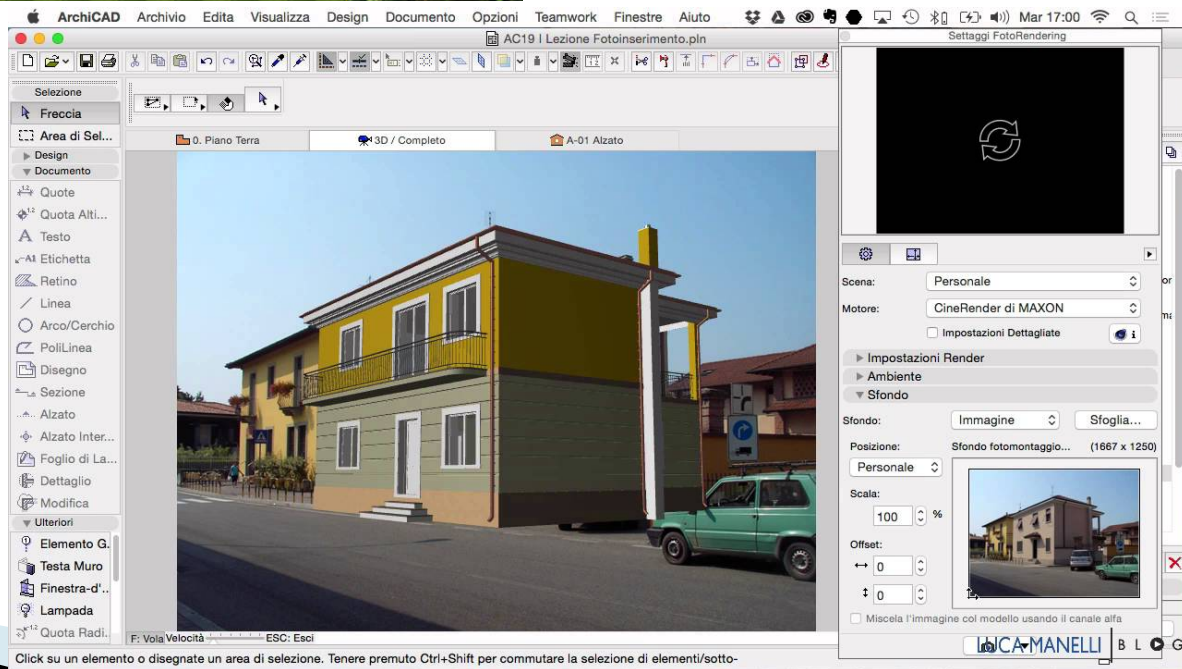 ArchiCAD Archivio Edita Visualizza Design Documento Opzioni Teamwork Finestre Aiuto Mar 17:00
AC19 | Lezione Fotoinserimento.pln
Settaggi FotoRendering
Selezione
Freccia
Area di Sel...
Design
Documento
Quote
Quota Alti...
Testo
Etichetta
Retino
Linea
Arco/Cerchio
PoliLinea
Disegno
Sezione
Alzato
Alzato Inter...
Foglio di La...
Dettaglio
Modifica
Ulteriori
Elemento G.
Testa Muro
Finestra-d'..
Lampada
Quota Radi.
0. Piano Terra
3D / Completo
A-01 Alzato
Scena: Personale
Motore: CineRender di MAXON
Impostazioni Dettagliate
i
Impostazioni Render
Ambiente
Sfondo
Sfondo: Immagine Sfoglia...
Posizione: Sfondo fotomontaggio... (1667 x 1250)
Personale
Scala:
100 %
Offset:
0
0
Miscela l'immagine col modello usando il canale alfa
F: Vola Velocità ESC: Esci
LUCA MANELLI BLOG
Click su un elemento o disegnate un area di selezione. Tenere premuto Ctrl+Shift per commutare la selezione di elementi/sotto-